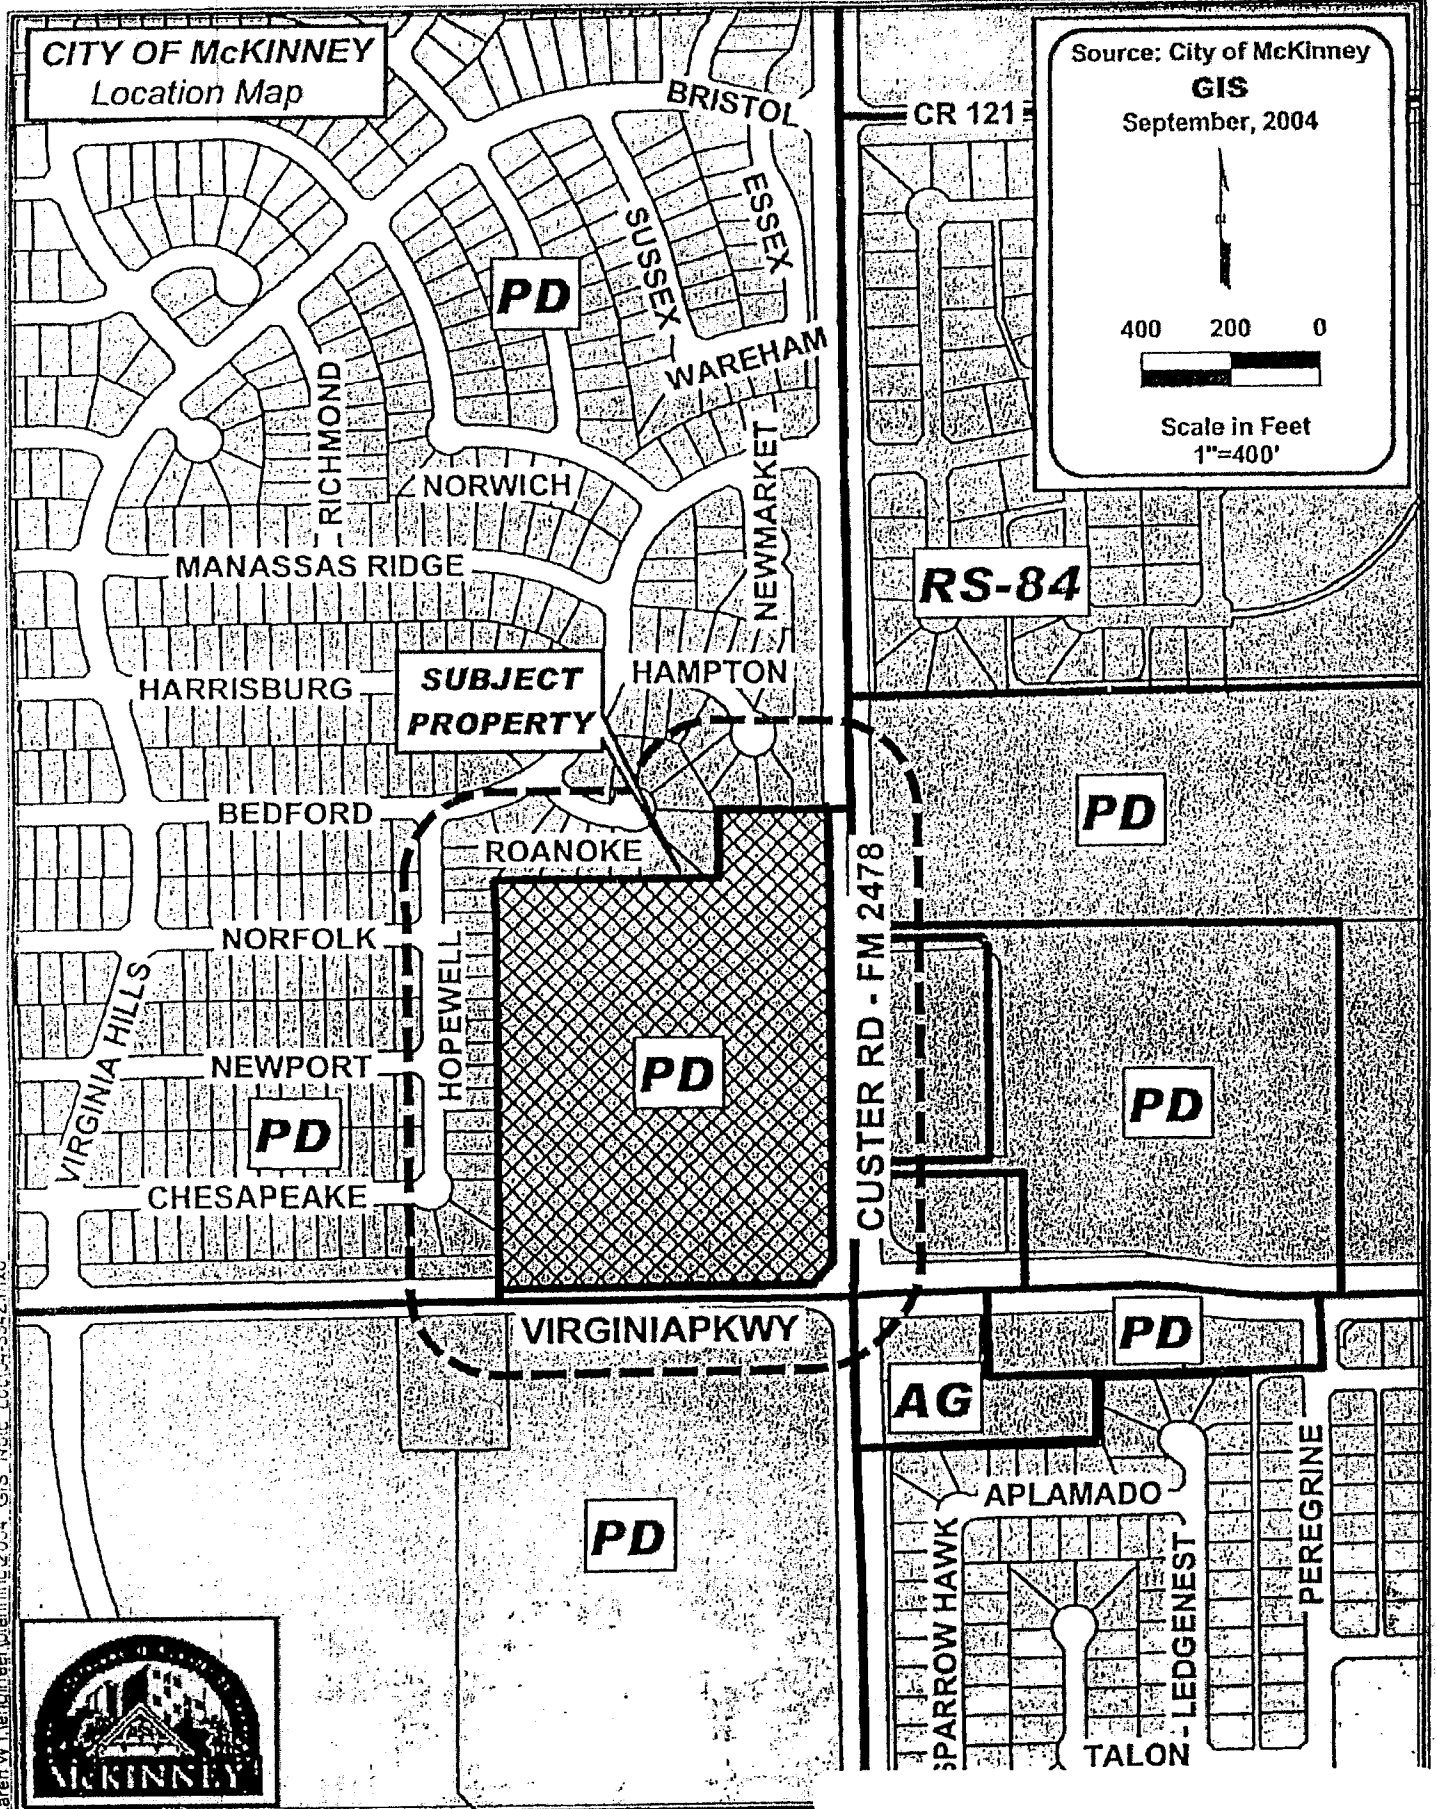 CITY OF McKINNEY
Location Map
Source: City of McKinney
GIS
September, 2004
400 200 0
Scale in Feet
1"=400'
BRISTOL
CR 121
ESSEX
SUSSEX
PD
WAREHAM
RICHMOND
NORWICH
NEWMARKET
MANASSAS RIDGE
RS-84
HARRISBURG
SUBJECT
PROPERTY
HAMPTON
PD
BEDFORD
ROANOKE
CUSTER RD - FM 2478
NORFOLK
HOPEWELL
VIRGINIA HILLS
NEWPORT
PD
PD
PD
CHESAPEAKE
VIRGINIAPKWY
PD
AG
APLAMADO
PEREGRINE
PD
SPARROW HAWK
LEDGENEST
TALON
McKINNEY